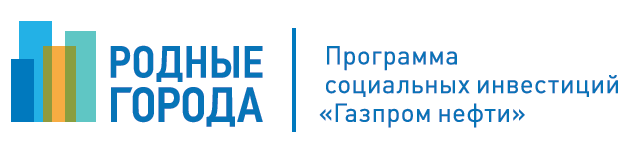 РОДНЫЕ
ГОРОДА
Программа
социальных инвестиций
«Газпром нефти»